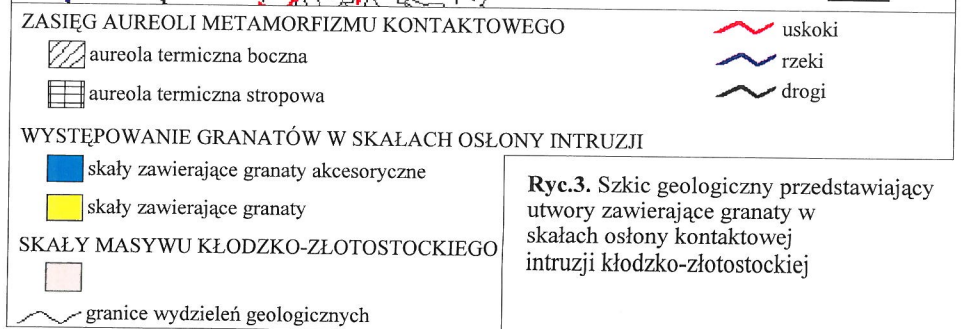 ZASIĘG AUREOLI METAMORFIZMU KONTAKTOWEGO
aureola termiczna boczna
aureola termiczna stropowa
uskoki
rzeki
drogi
WYSTĘPOWANIE GRANATÓW W SKAŁACH OSŁONY INTRUZJI
skały zawierające granaty akcesoryczne
skały zawierające granaty
SKAŁY MASYWU KŁODZKO-ZŁOTOSTOCKIEGO
granice wydzieleń geologicznych
Ryc.3. Szkic geologiczny przedstawiający
utwory zawierające granaty w
skałach osłony kontaktowej
intruzji kłodzko-złotostockiej